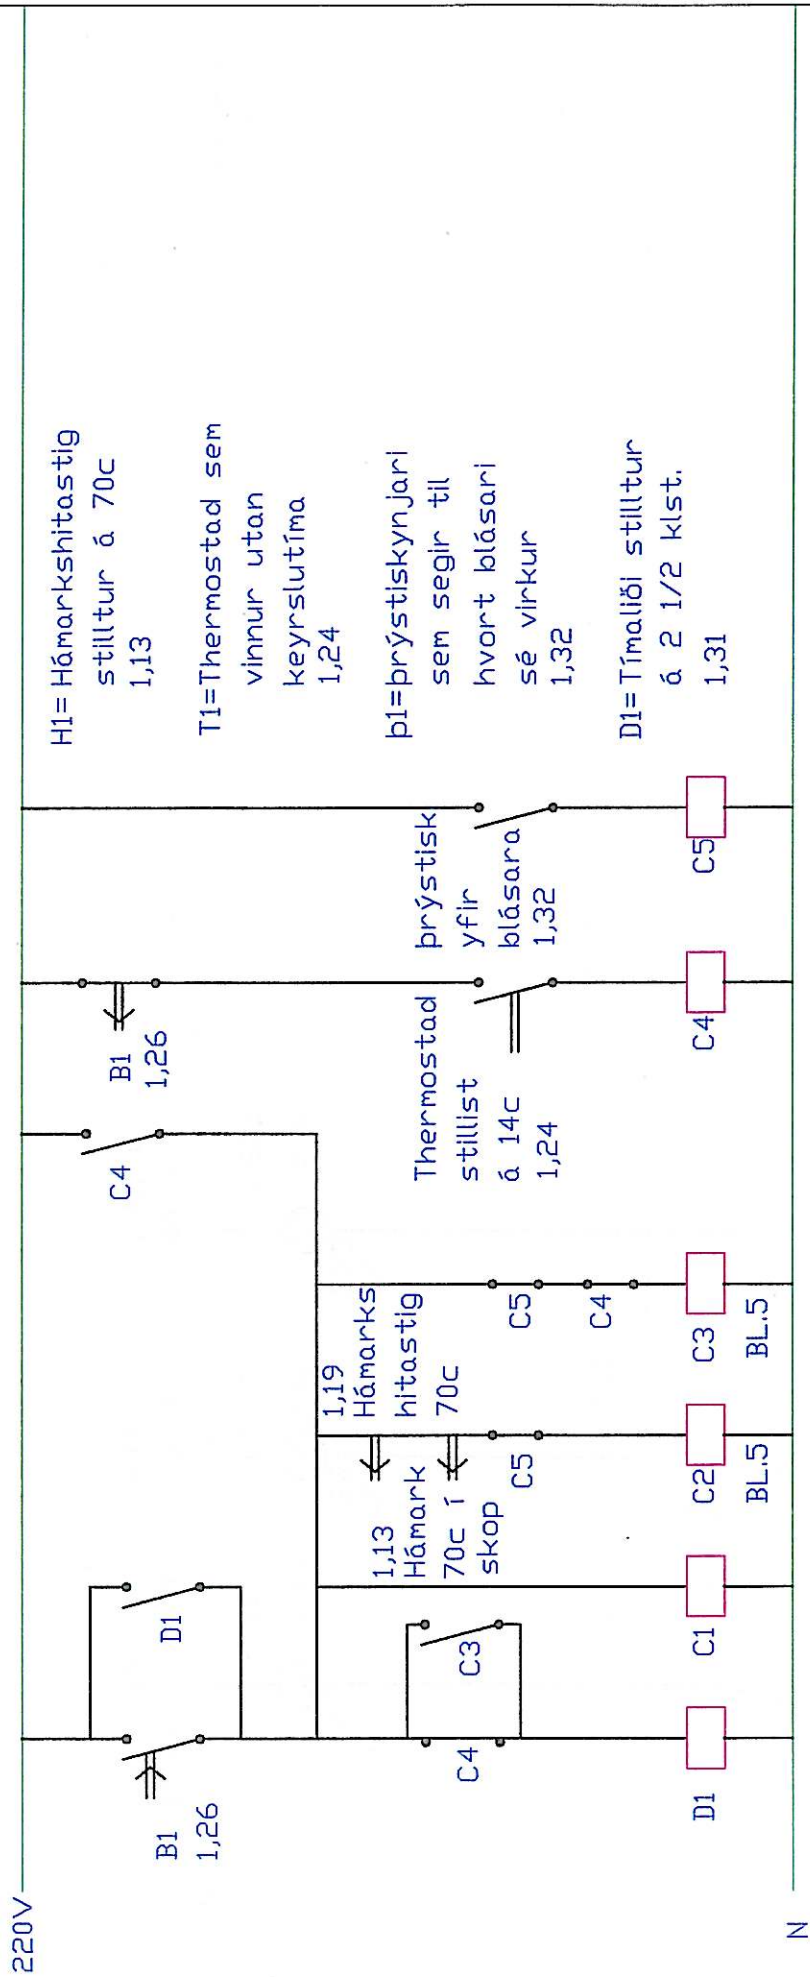 220V
N
B1
1,26
D1
C4
C3
D1
C1
1,13
Hámark
70c í
skop
C5
C2
BL.5
1,19
Hámarks
hitastig
70c
C5
C4
C3
BL.5
C4
B1
1,26
Thermostad
stillist
á 14c
1,24
C4
þrýstisk
yfir
blásara
1,32
C5
H1= Hámarkshitastig
stilltur á 70c
1,13
T1=Thermostad sem
vinnur utan
keyrslutíma
1,24
þ1=þrýstiskynjari
sem segir til
hvort blásari
sé virkur
1,32
D1= Tímaliði stilltur
á 2 1/2 klst.
1,31